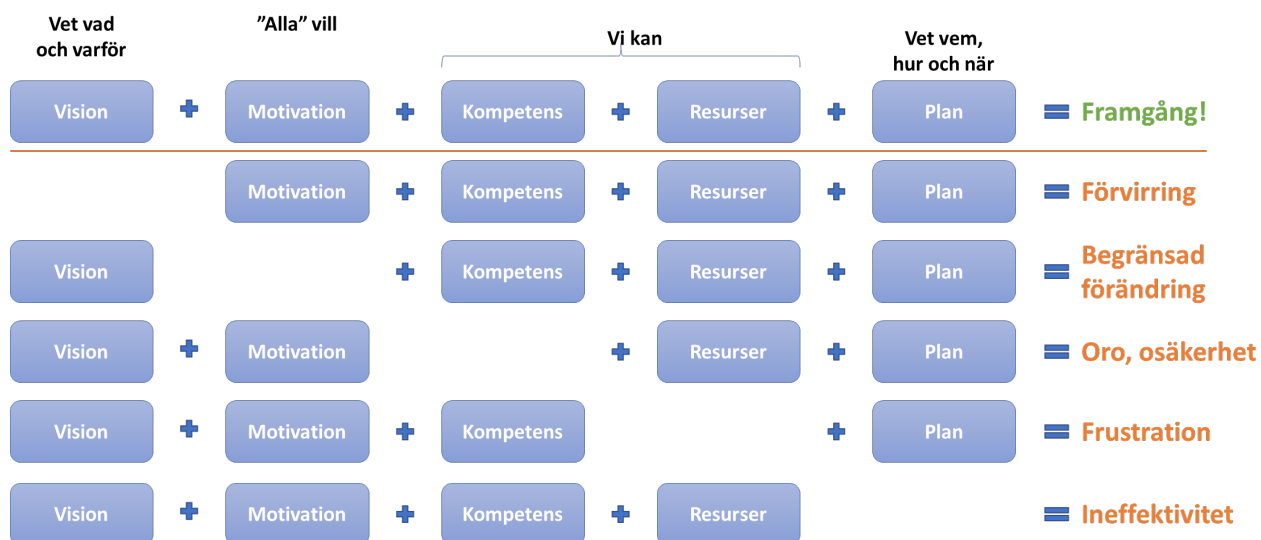 Vet vad
och varför
”Alla” vill
Vi kan
Vet vem,
hur och när
Vision + Motivation + Kompetens + Resurser + Plan = Framgång!
Motivation + Kompetens + Resurser + Plan = Förvirring
Vision + Kompetens + Resurser + Plan = Begränsad
förändring
Vision + Motivation + Resurser + Plan = Oro, osäkerhet
Vision + Motivation + Kompetens + Plan = Frustration
Vision + Motivation + Kompetens + Resurser = Ineffektivitet